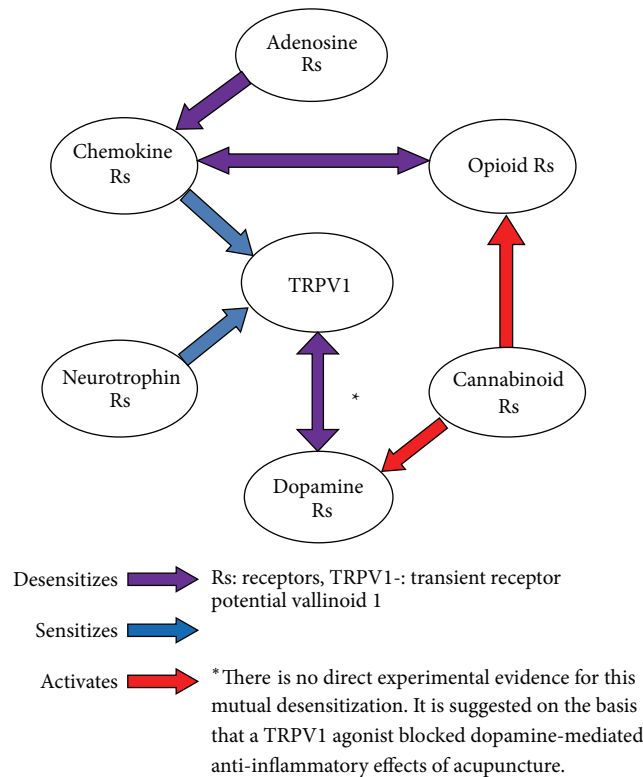 Adenosine
Rs
Chemokine
Rs
Opioid Rs
TRPV1
Neurotrophin
Rs
Cannabinoid
Rs
*
Dopamine
Rs
Desensitizes
Rs: receptors, TRPV1-: transient receptor
potential vallinoid 1
Sensitizes
Activates
*There is no direct experimental evidence for this
mutual desensitization. It is suggested on the basis
that a TRPV1 agonist blocked dopamine-mediated
anti-inflammatory effects of acupuncture.